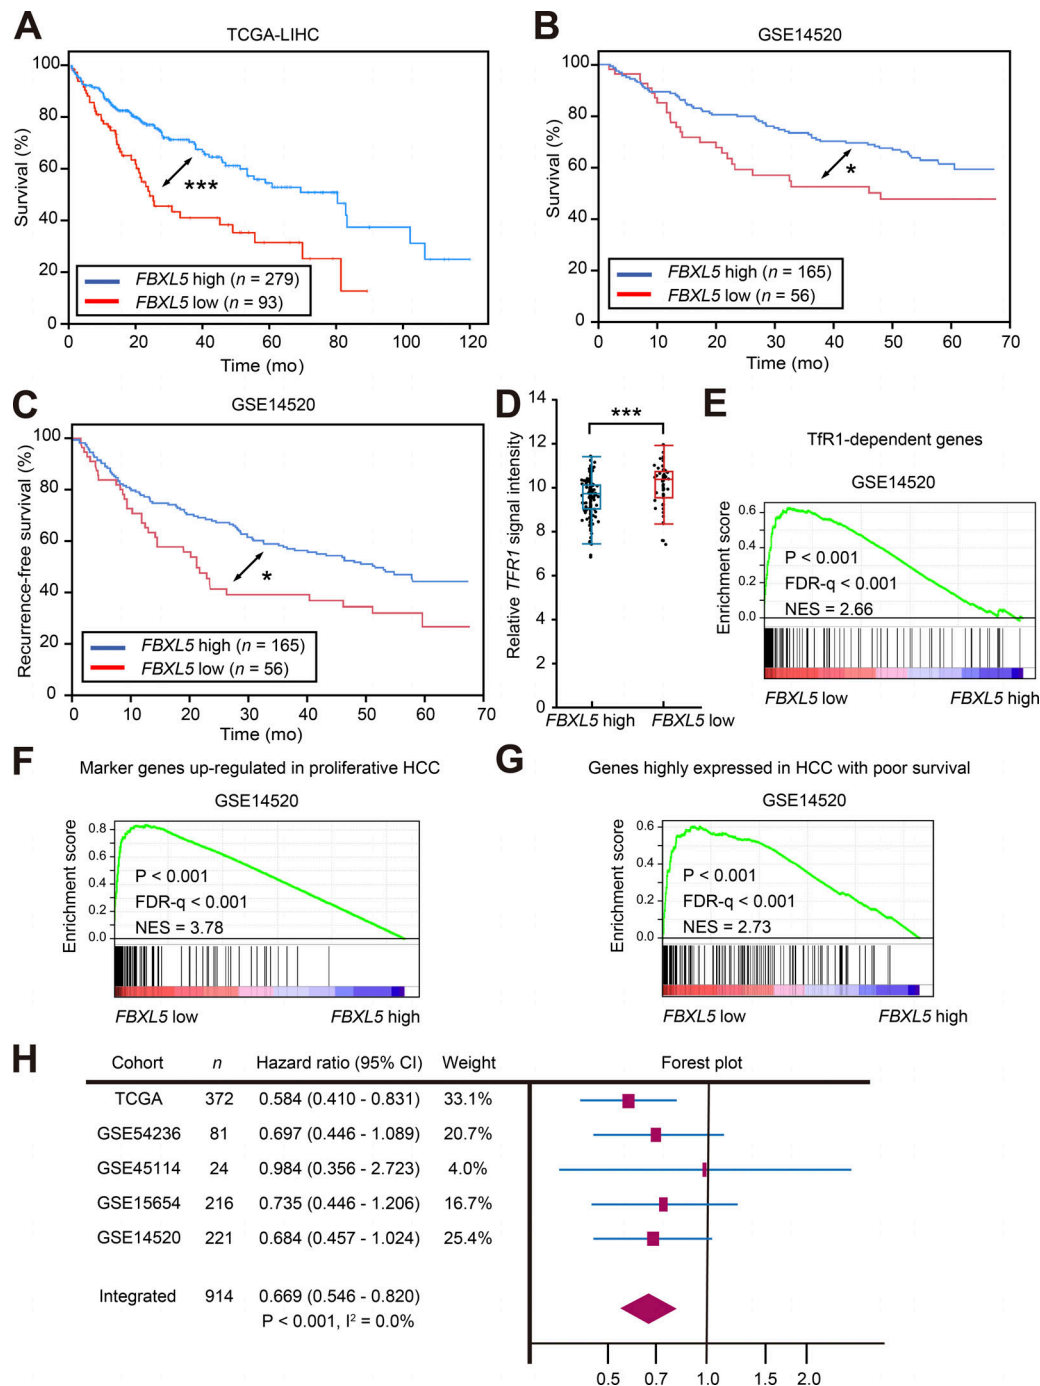 A
TCGA-LIHC
Survival (%)
100
80
60
40
20
0
***
FBXL5 high (n = 279)
FBXL5 low (n = 93)
0 20 40 60 80 100 120
Time (mo)
B
GSE14520
Survival (%)
100
80
60
40
20
0
*
FBXL5 high (n = 165)
FBXL5 low (n = 56)
0 10 20 30 40 50 60 70
Time (mo)
C
GSE14520
Recurrence-free survival (%)
100
80
60
40
20
0
*
FBXL5 high (n = 165)
FBXL5 low (n = 56)
0 10 20 30 40 50 60 70
Time (mo)
D
Relative TFR1 signal intensity
14
12
10
8
6
4
2
0
***
FBXL5 high FBXL5 low
E
TfR1-dependent genes
GSE14520
Enrichment score
0.6
0.4
0.2
0.0
P < 0.001
FDR-q < 0.001
NES = 2.66
FBXL5 low FBXL5 high
F
Marker genes up-regulated in proliferative HCC
GSE14520
Enrichment score
0.8
0.6
0.4
0.2
0.0
P < 0.001
FDR-q < 0.001
NES = 3.78
FBXL5 low FBXL5 high
G
Genes highly expressed in HCC with poor survival
GSE14520
Enrichment score
0.6
0.4
0.2
0.0
P < 0.001
FDR-q < 0.001
NES = 2.73
FBXL5 low FBXL5 high
H
Cohort n Hazard ratio (95% CI) Weight Forest plot
TCGA 372 0.584 (0.410 - 0.831) 33.1%
GSE54236 81 0.697 (0.446 - 1.089) 20.7%
GSE45114 24 0.984 (0.356 - 2.723) 4.0%
GSE15654 216 0.735 (0.446 - 1.206) 16.7%
GSE14520 221 0.684 (0.457 - 1.024) 25.4%
Integrated 914 0.669 (0.546 - 0.820)
P < 0.001, I² = 0.0%
0.5 0.7 1.0 1.5 2.0